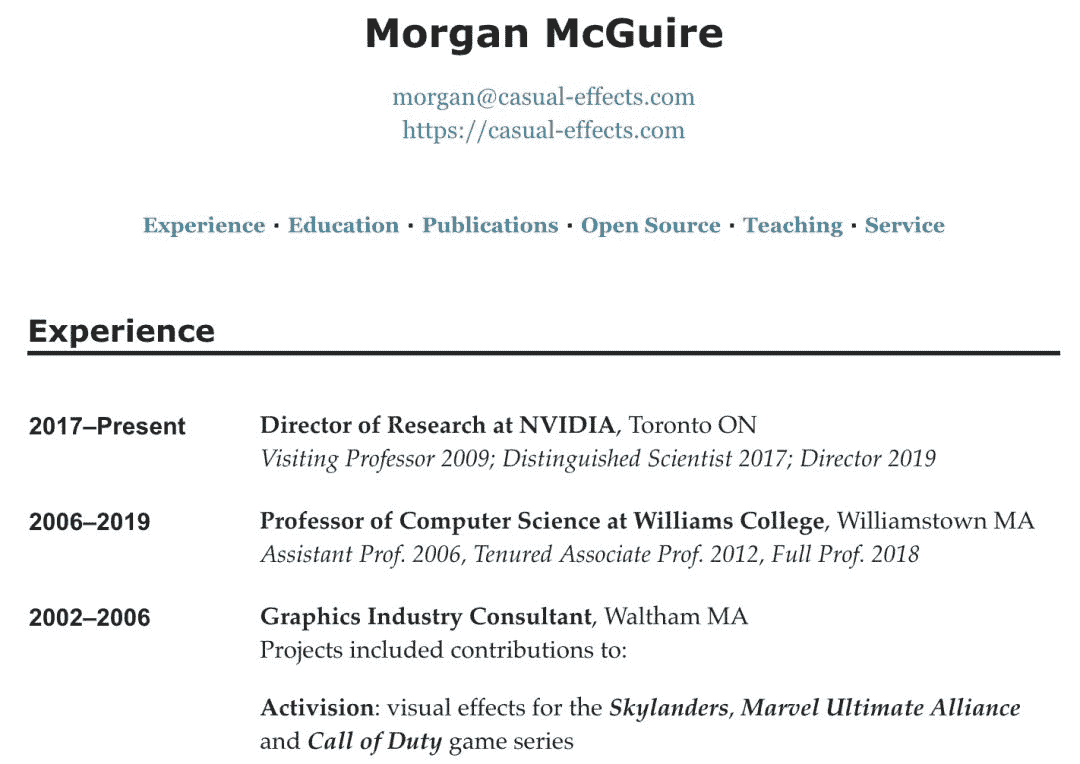 Morgan McGuire
morgan@casual-effects.com
https://casual-effects.com
Experience · Education · Publications · Open Source · Teaching · Service
Experience
2017–Present Director of Research at NVIDIA, Toronto ON
Visiting Professor 2009; Distinguished Scientist 2017; Director 2019
2006–2019 Professor of Computer Science at Williams College, Williamstown MA
Assistant Prof. 2006, Tenured Associate Prof. 2012, Full Prof. 2018
2002–2006 Graphics Industry Consultant, Waltham MA
Projects included contributions to:
Activision: visual effects for the Skylanders, Marvel Ultimate Alliance
and Call of Duty game series